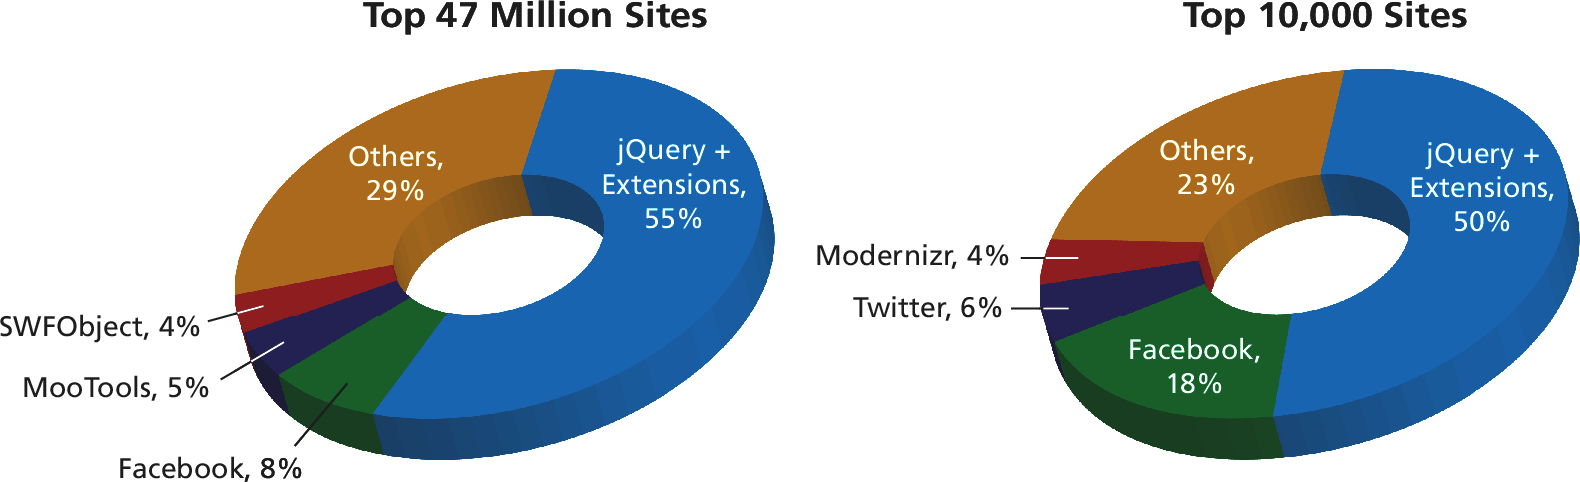 Top 47 Million Sites
Others,
29%
jQuery +
Extensions,
55%
SWFObject, 4%
MooTools, 5%
Facebook, 8%
Top 10,000 Sites
Others,
23%
jQuery +
Extensions,
50%
Modernizr, 4%
Twitter, 6%
Facebook,
18%